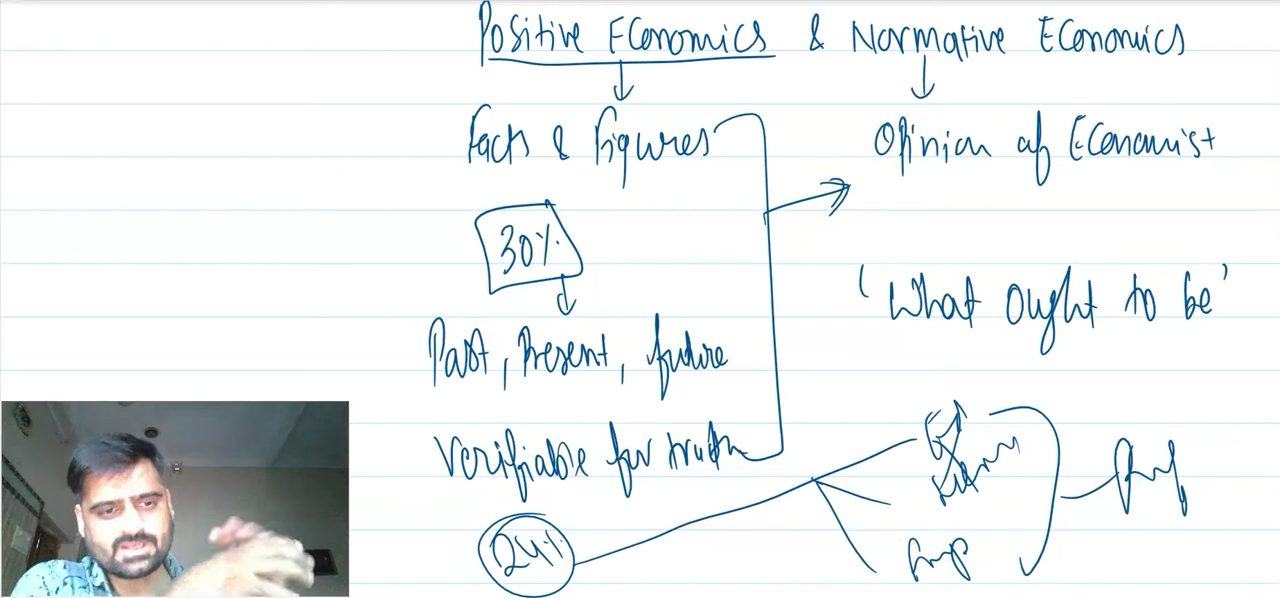 Positive Economics & Normative Economics
Facts & Figures
Opinion of Economist
30%
'What ought to be'
Past, Present, future
Verifiable for truth
24%